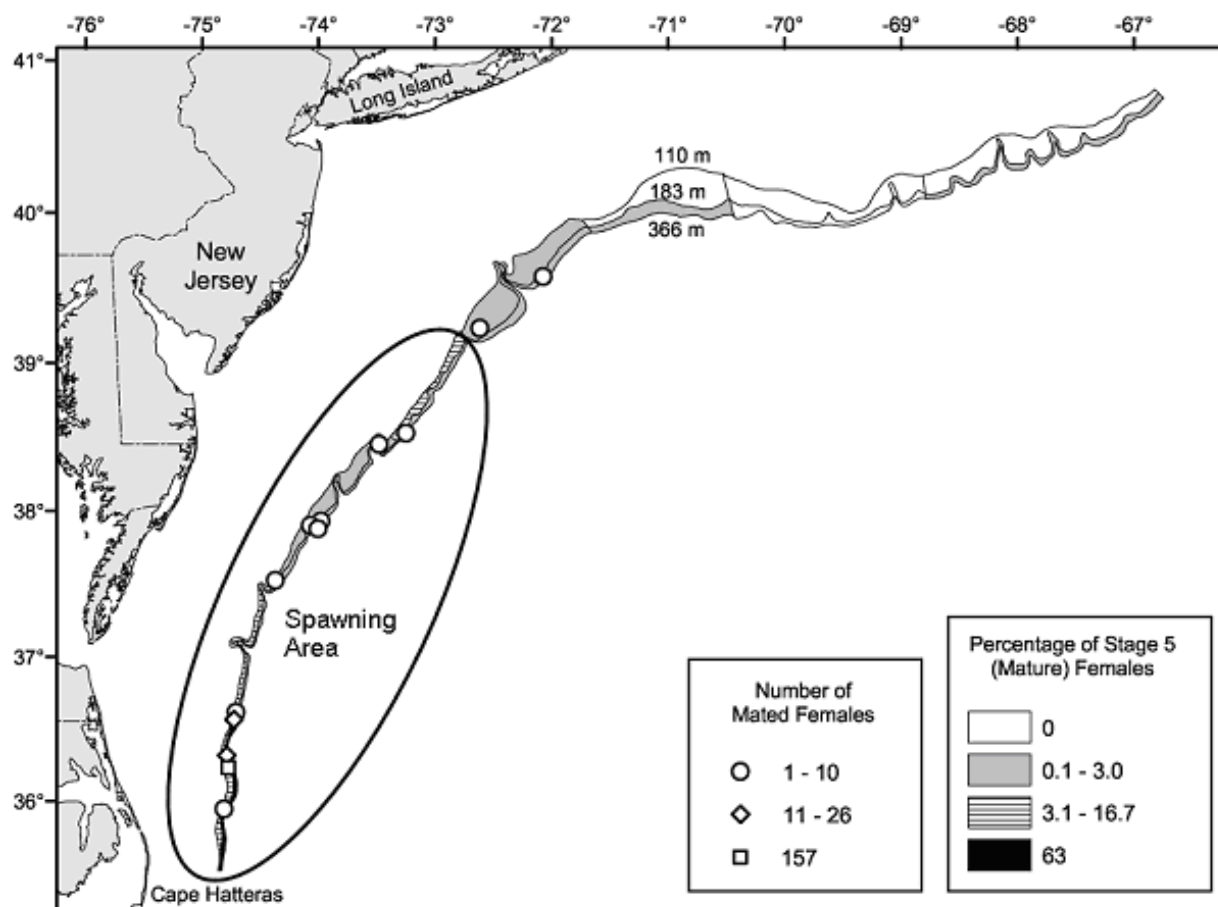 -76° -75° -74° -73° -72° -71° -70° -69° -68° -67°
41°
40°
39°
38°
37°
36°
Long Island
New
Jersey
110 m
183 m
366 m
Spawning
Area
Cape Hatteras
Number of
Mated Females
1 - 10
11 - 26
157
Percentage of Stage 5
(Mature) Females
0
0.1 - 3.0
3.1 - 16.7
63